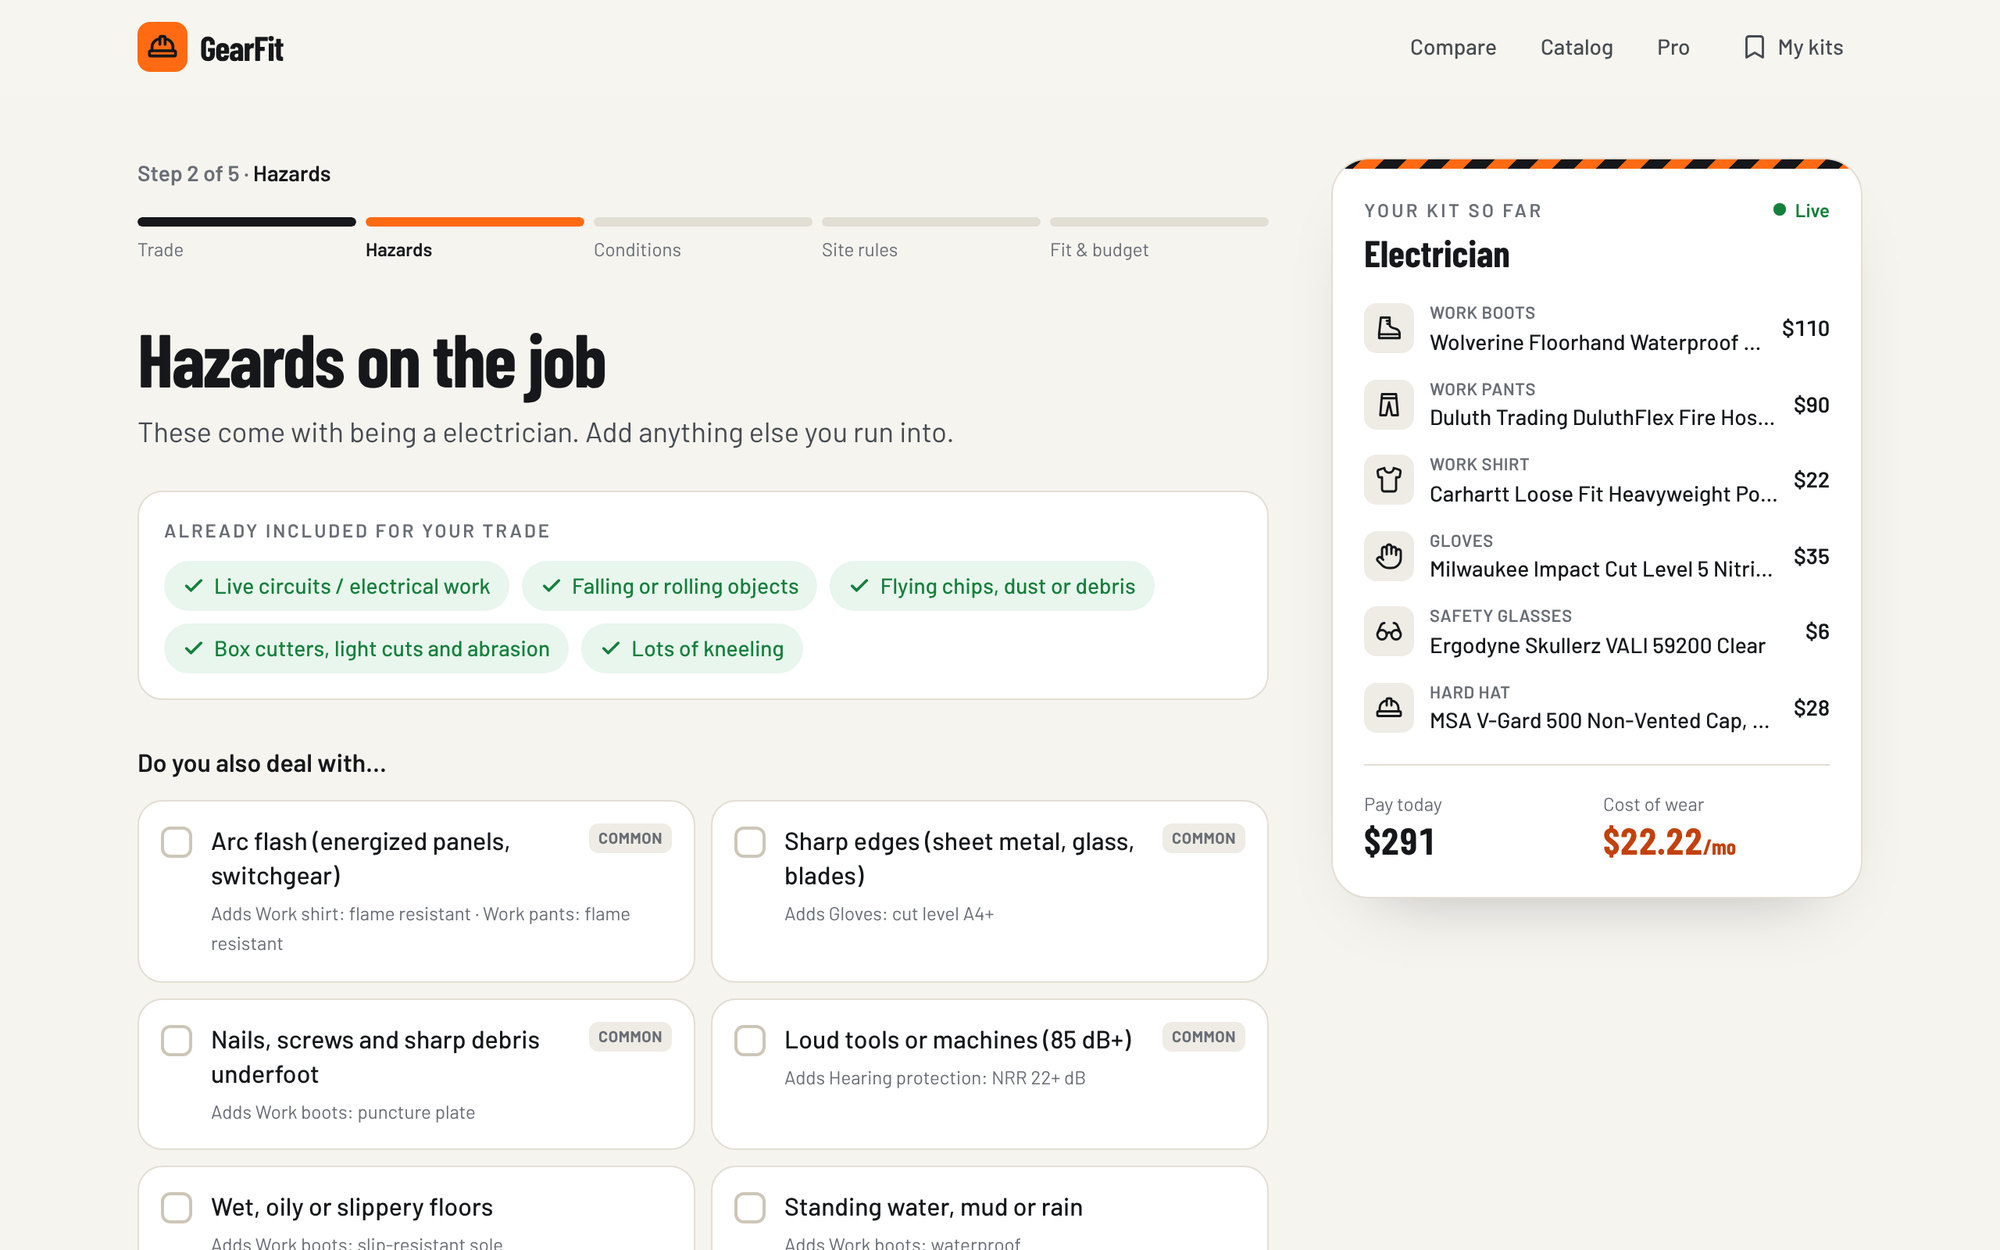 GearFit
Compare
Catalog
Pro
My kits
Step 2 of 5 · Hazards
Trade
Hazards
Conditions
Site rules
Fit & budget
Hazards on the job
These come with being a electrician. Add anything else you run into.
ALREADY INCLUDED FOR YOUR TRADE
Live circuits / electrical work
Falling or rolling objects
Flying chips, dust or debris
Box cutters, light cuts and abrasion
Lots of kneeling
Do you also deal with...
Arc flash (energized panels,
switchgear)
COMMON
Adds Work shirt: flame resistant · Work pants: flame
resistant
Sharp edges (sheet metal, glass,
blades)
COMMON
Adds Gloves: cut level A4+
Nails, screws and sharp debris
underfoot
COMMON
Adds Work boots: puncture plate
Loud tools or machines (85 dB+)
COMMON
Adds Hearing protection: NRR 22+ dB
Wet, oily or slippery floors
Adds Work boots: slip-resistant sole
Standing water, mud or rain
Adds Work boots: waterproof
YOUR KIT SO FAR
Live
Electrician
WORK BOOTS
Wolverine Floorhand Waterproof ...
$110
WORK PANTS
Duluth Trading DuluthFlex Fire Hos...
$90
WORK SHIRT
Carhartt Loose Fit Heavyweight Po...
$22
GLOVES
Milwaukee Impact Cut Level 5 Nitri...
$35
SAFETY GLASSES
Ergodyne Skullerz VALI 59200 Clear
$6
HARD HAT
MSA V-Gard 500 Non-Vented Cap, ...
$28
Pay today
$291
Cost of wear
$22.22/mo